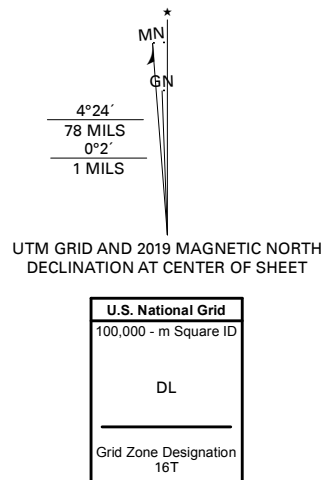 ★
MN
GN
4°24´
78 MILS
0°2´
1 MILS
UTM GRID AND 2019 MAGNETIC NORTH
DECLINATION AT CENTER OF SHEET
U.S. National Grid
100,000 - m Square ID
DL
Grid Zone Designation
16T